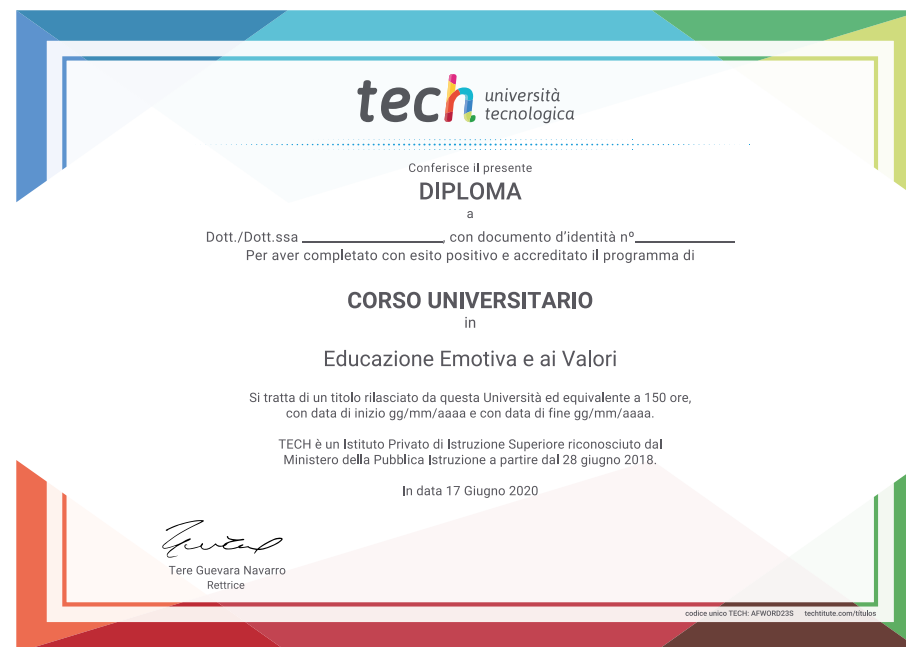 tech università
tecnologica
Conferisce il presente
DIPLOMA
a
Dott./Dott.ssa ____________________, con documento d'identità nº______________
Per aver completato con esito positivo e accreditato il programma di
CORSO UNIVERSITARIO
in
Educazione Emotiva e ai Valori
Si tratta di un titolo rilasciato da questa Università ed equivalente a 150 ore,
con data di inizio gg/mm/aaaa e con data di fine gg/mm/aaaa.
TECH è un Istituto Privato di Istruzione Superiore riconosciuto dal
Ministero della Pubblica Istruzione a partire dal 28 giugno 2018.
In data 17 Giugno 2020
Tere Guevara Navarro
Rettrice
codice unico TECH: AFWORD23S techtitute.com/titulos